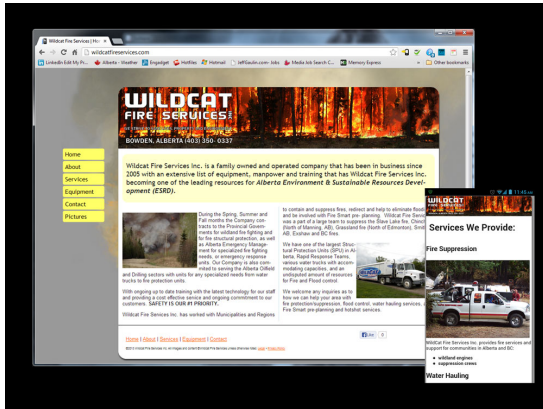 Wildcat Fire Services | Ho
wildcatfireservices.com
LinkedIn Edit My Pr...
Alberta - Weather
Engadget
Hotfiles
Hotmail
Media Job Search C...
Memory Express
Other bookmarks
WILDCAT
FIRE SERVICES INC
BOWDEN, ALBERTA (403) 350- 0337
Home
About
Services
Equipment
Contact
Pictures
Wildcat Fire Services Inc. is a family owned and operated company that has been in business since
2005 with an extensive list of equipment, manpower and training that has Wildcat Fire Services Inc.
becoming one of the leading resources for Alberta Environment & Sustainable Resources Devel-
opment (ESRD).
During the Spring, Summer and
Fall months the Company con-
tracts to the Provincial Govern-
ments for wildland fire fighting and
for fire structural protection, as well
as Alberta Emergency Manage-
ment for specialized fire fighting
needs, or emergency response
units. Our Company is also com-
mitted to serving the Alberta Oilfield
and Drilling sectors with units for any specialized needs from water
trucks to fire protection units.
With ongoing up to date training with the latest technology for our staff
and providing a cost effective service and ongoing commitment to our
customers. SAFETY IS OUR #1 PRIORITY.
Wildcat Fire Services Inc. has worked with Municipalities and Regions
to contain and suppress fires, redirect and help to eliminate flood
and be involved with Fire Smart pre- planning. Wildcat Fire Servic
was a part of a large team to suppress the Slave Lake fire, Chinch
(North of Manning, AB), Grassland fire (North of Edmonton), Smit
AB, Esohav and BC fires.
We have one of the largest Struc-
tural Protection Units (SPU) in Al-
berta, Rapid Response Teams,
various water trucks with accom-
modating capacities, and an
undisputed amount of resources
for Fire and Flood control.
We welcome any inquiries as to
how we can help your area with
fire protection/suppression, flood control, water hauling services,
Fire Smart pre-planning and hotshot services.
Home | About | Services | Equipment | Contact
Like 0
11:45
WILDCAT
Services We Provide:
Fire Suppression
WildCat Fire Services Inc. provides fire services and
support for communities in Alberta and BC:
wildland engines
suppression crews
Water Hauling